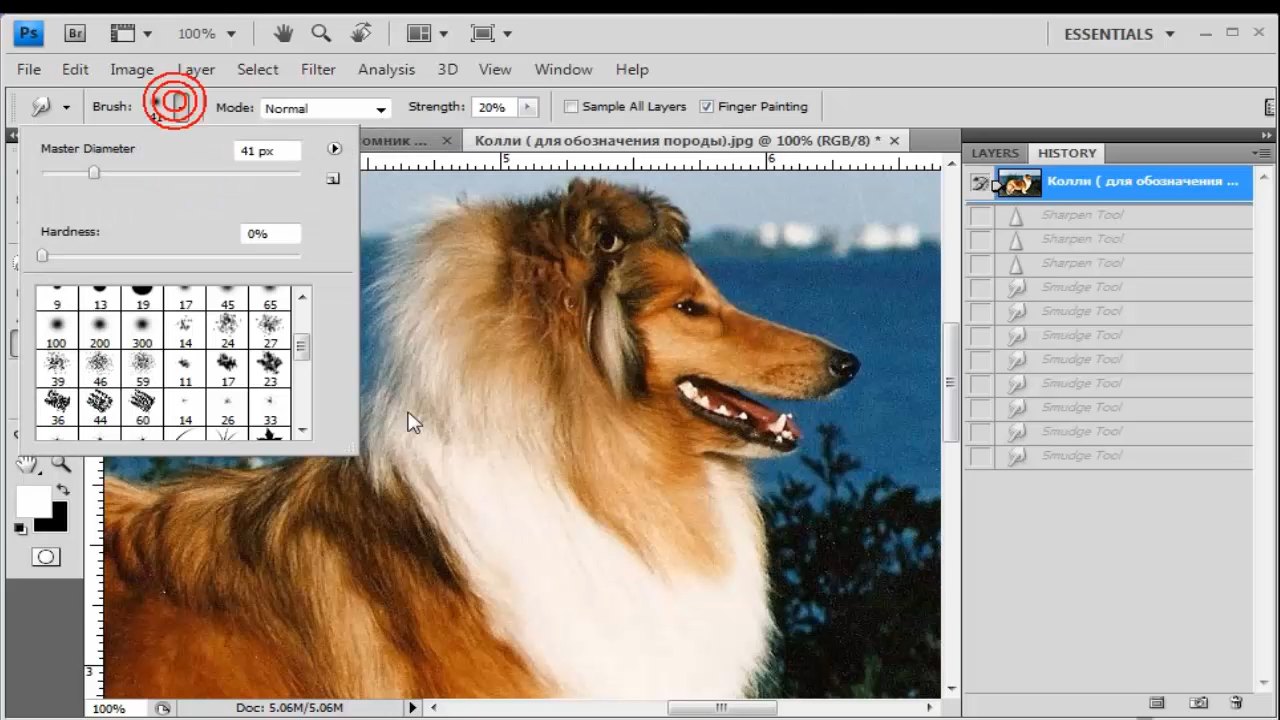 Ps Br 100% ESSENTIALS
File Edit Image Layer Select Filter Analysis 3D View Window Help
Brush: Mode: Normal Strength: 20% Sample All Layers Finger Painting
Колли ( для обозначения породы).jpg @ 100% (RGB/8) *
LAYERS HISTORY
Master Diameter 41 px
5 6
Колли ( для обозначения ...
Sharpen Tool
Sharpen Tool
Sharpen Tool
Smudge Tool
Smudge Tool
Smudge Tool
Smudge Tool
Smudge Tool
Smudge Tool
Smudge Tool
Smudge Tool
Hardness: 0%
9 13 19 17 45 65
100 200 300 14 24 27
39 46 59 11 17 23
36 44 60 14 26 33
3
100% Doc: 5.06M/5.06M